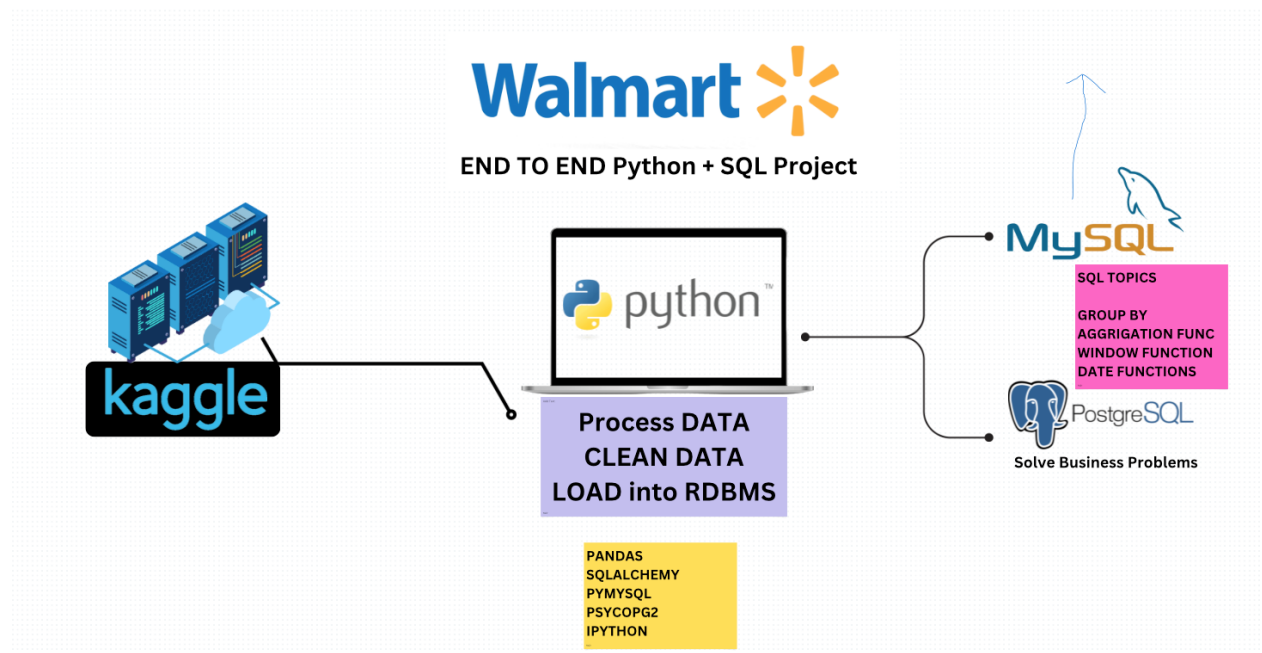 Walmart
END TO END Python + SQL Project
kaggle
python™
Process DATA
CLEAN DATA
LOAD into RDBMS
PANDAS
SQLALCHEMY
PYMYSQL
PSYCOPG2
IPYTHON
MySQL
SQL TOPICS
GROUP BY
AGGRIGATION FUNC
WINDOW FUNCTION
DATE FUNCTIONS
PostgreSQL
Solve Business Problems